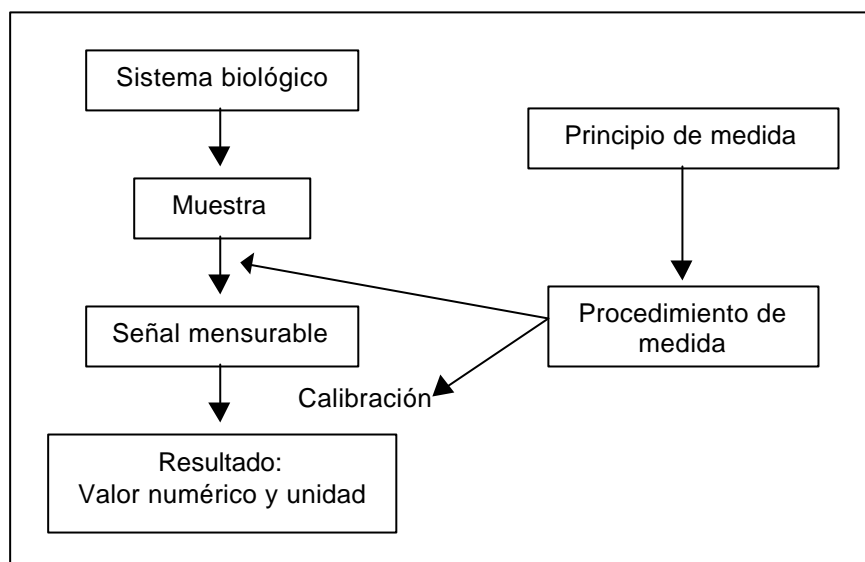 Sistema biológico
Principio de medida
Muestra
Señal mensurable
Procedimiento de
medida
Calibración
Resultado:
Valor numérico y unidad